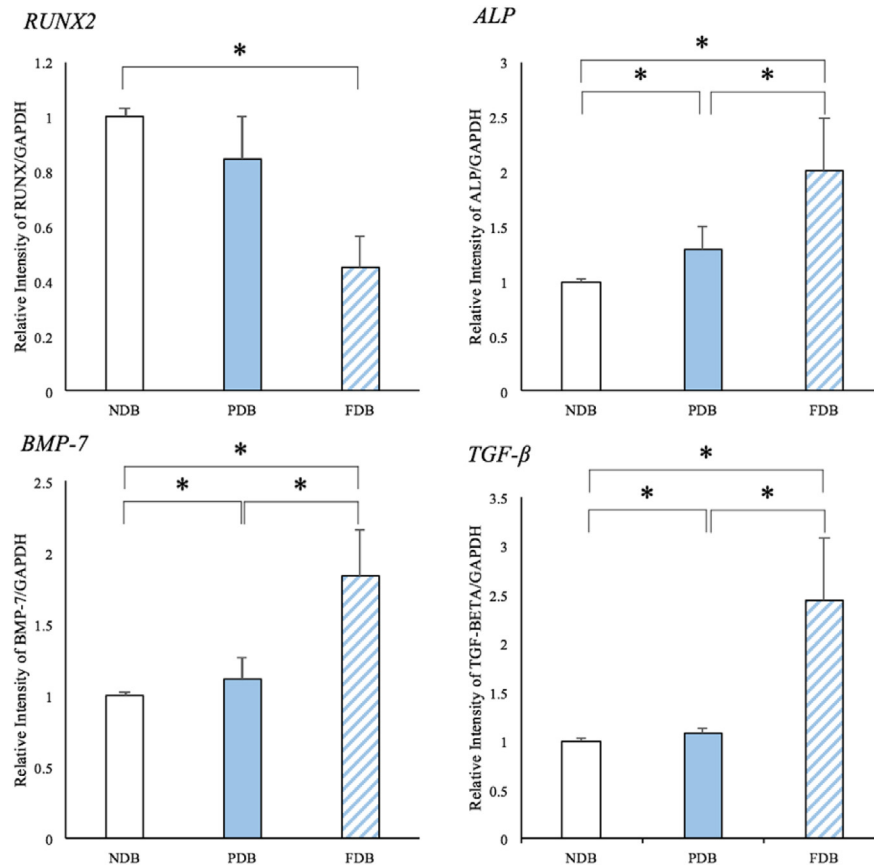 RUNX2
*
1.2
1
0.8
0.6
0.4
0.2
0
Relative Intensity of RUNX/GAPDH
NDB PDB FDB
ALP
*
* *
3
2.5
2
1.5
1
0.5
0
Relative Intensity of ALP/GAPDH
NDB PDB FDB
BMP-7
*
* *
2.5
2
1.5
1
0.5
0
Relative Intensity of BMP-7/GAPDH
NDB PDB FDB
TGF-β
*
* *
3.5
3
2.5
2
1.5
1
0.5
0
Relative Intensity of TGF-BETA/GAPDH
NDB PDB FDB